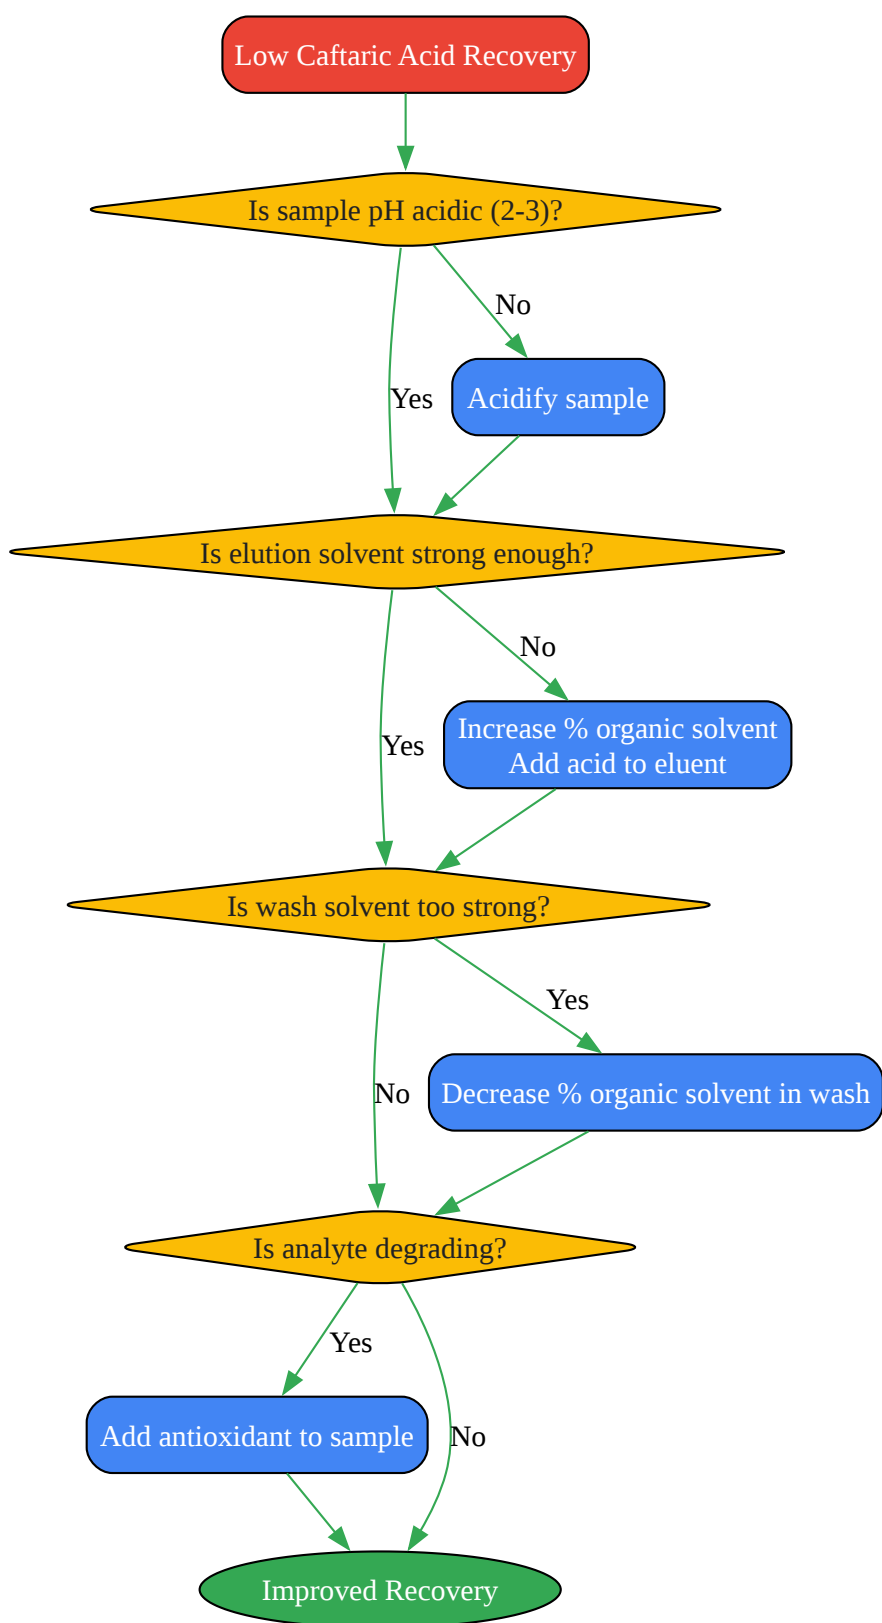 Low Caftaric Acid Recovery
Is sample pH acidic (2-3)?
No
Yes
Acidify sample
Is elution solvent strong enough?
No
Yes
Increase % organic solvent
Add acid to eluent
Is wash solvent too strong?
Yes
No
Decrease % organic solvent in wash
Is analyte degrading?
Yes
Add antioxidant to sample
No
Improved Recovery